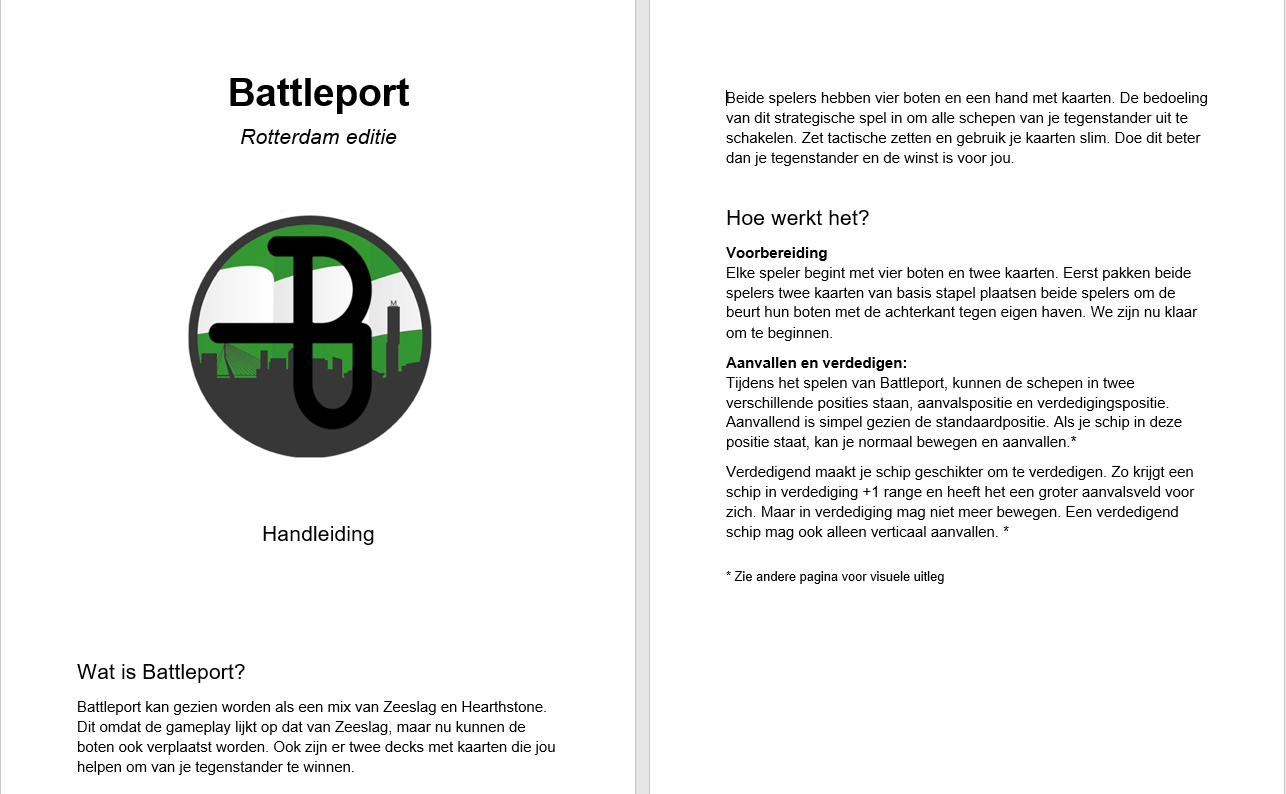 Battleport
Rotterdam editie
M
Handleiding
Wat is Battleport?
Battleport kan gezien worden als een mix van Zeeslag en Hearthstone.
Dit omdat de gameplay lijkt op dat van Zeeslag, maar nu kunnen de
boten ook verplaatst worden. Ook zijn er twee decks met kaarten die jou
helpen om van je tegenstander te winnen.
Beide spelers hebben vier boten en een hand met kaarten. De bedoeling
van dit strategische spel in om alle schepen van je tegenstander uit te
schakelen. Zet tactische zetten en gebruik je kaarten slim. Doe dit beter
dan je tegenstander en de winst is voor jou.
Hoe werkt het?
Voorbereiding
Elke speler begint met vier boten en twee kaarten. Eerst pakken beide
spelers twee kaarten van basis stapel plaatsen beide spelers om de
beurt hun boten met de achterkant tegen eigen haven. We zijn nu klaar
om te beginnen.
Aanvallen en verdedigen:
Tijdens het spelen van Battleport, kunnen de schepen in twee
verschillende posities staan, aanvalspositie en verdedigingspositie.
Aanvallend is simpel gezien de standaardpositie. Als je schip in deze
positie staat, kan je normaal bewegen en aanvallen.*
Verdedigend maakt je schip geschikter om te verdedigen. Zo krijgt een
schip in verdediging +1 range en heeft het een groter aanvalsveld voor
zich. Maar in verdediging mag niet meer bewegen. Een verdedigend
schip mag ook alleen verticaal aanvallen. *
* Zie andere pagina voor visuele uitleg